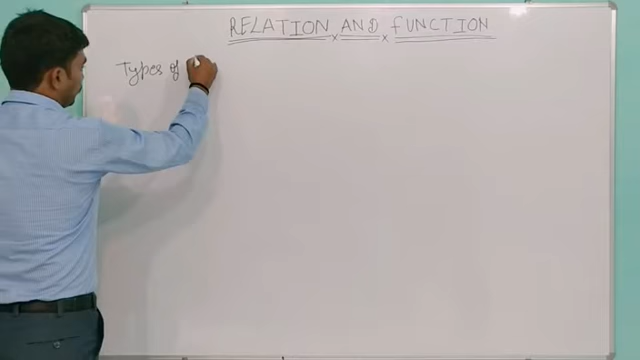 RELATION AND fUNCTION
Types of